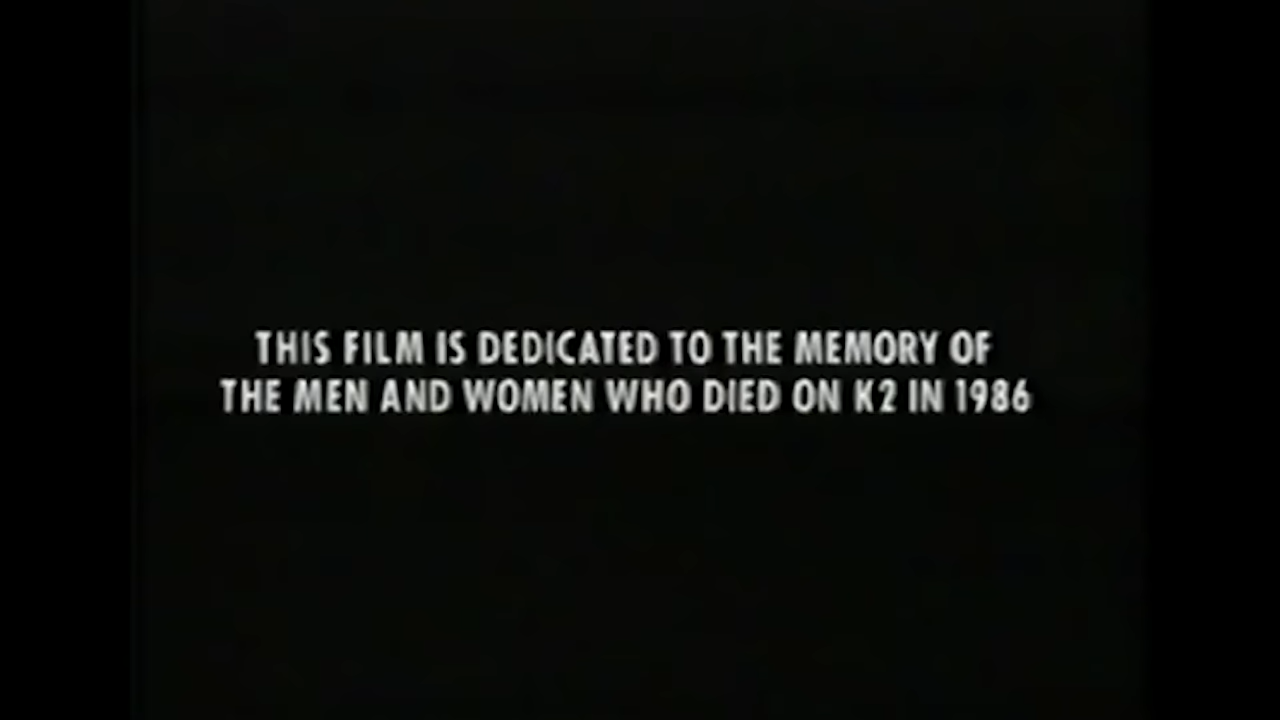 THIS FILM IS DEDICATED TO THE MEMORY OF
THE MEN AND WOMEN WHO DIED ON K2 IN 1986